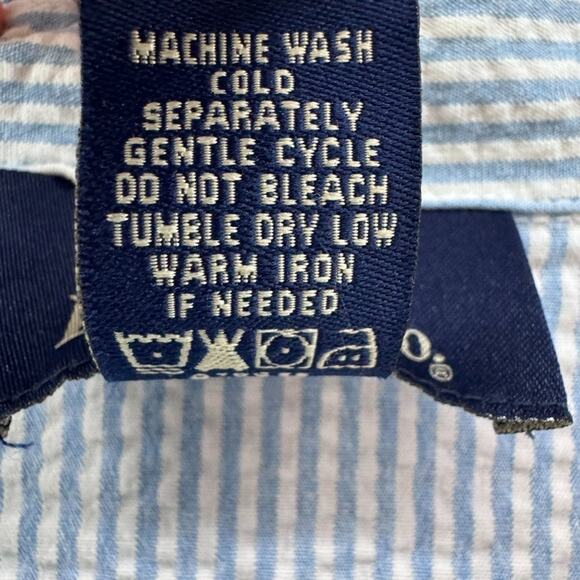 MACHINE WASH
COLD
SEPARATELY
GENTLE CYCLE
DO NOT BLEACH
TUMBLE DRY LOW
WARM IRON
IF NEEDED
O.®